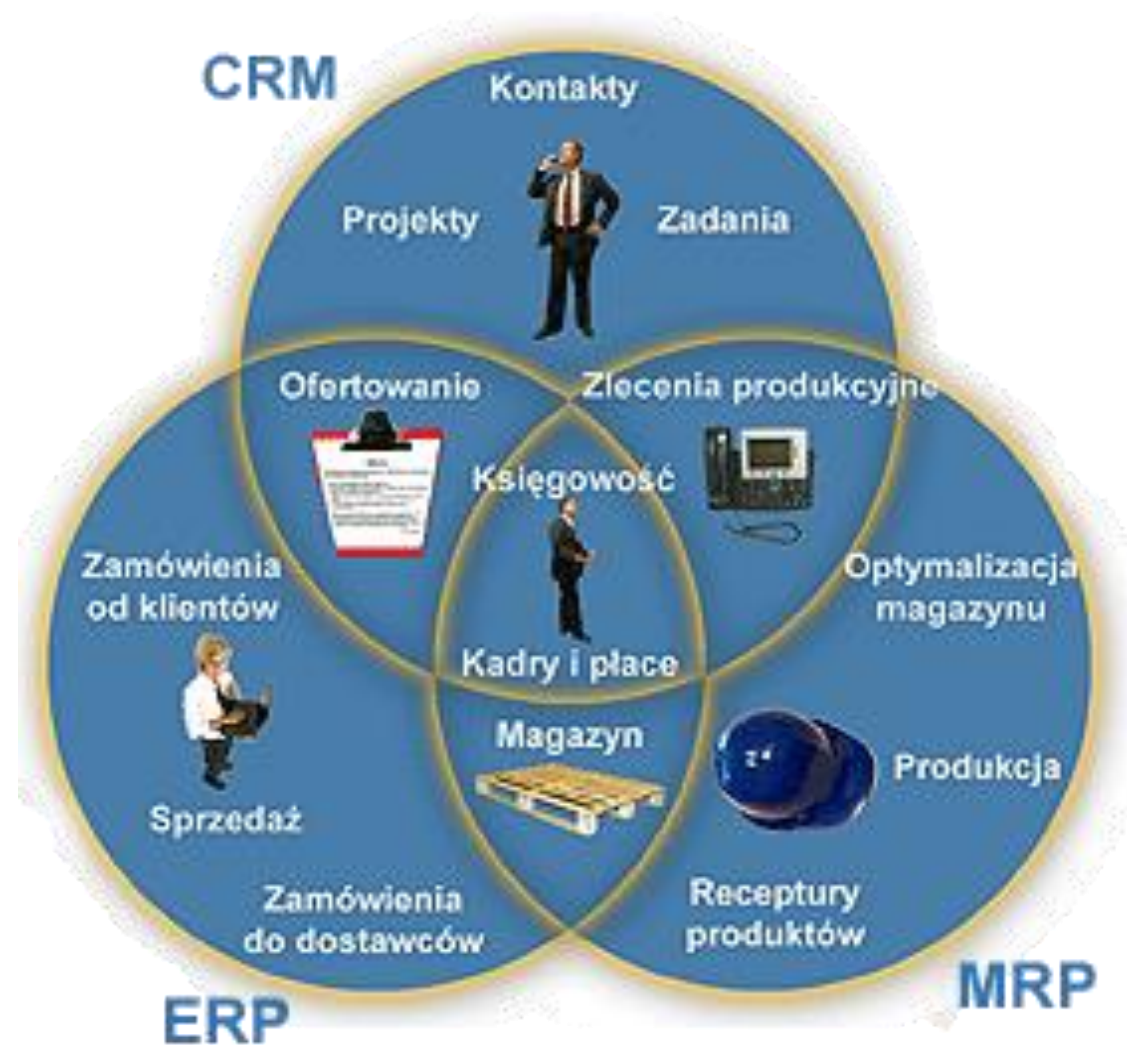 CRM
Kontakty
Projekty
Zadania
Ofertowanie
Zlecenia produkcyjne
Księgowość
Zamówienia
od klientów
Optymalizacja
magazynu
Kadry i płace
Magazyn
Produkcja
Sprzedaż
Zamówienia
do dostawców
Receptury
produktów
ERP
MRP